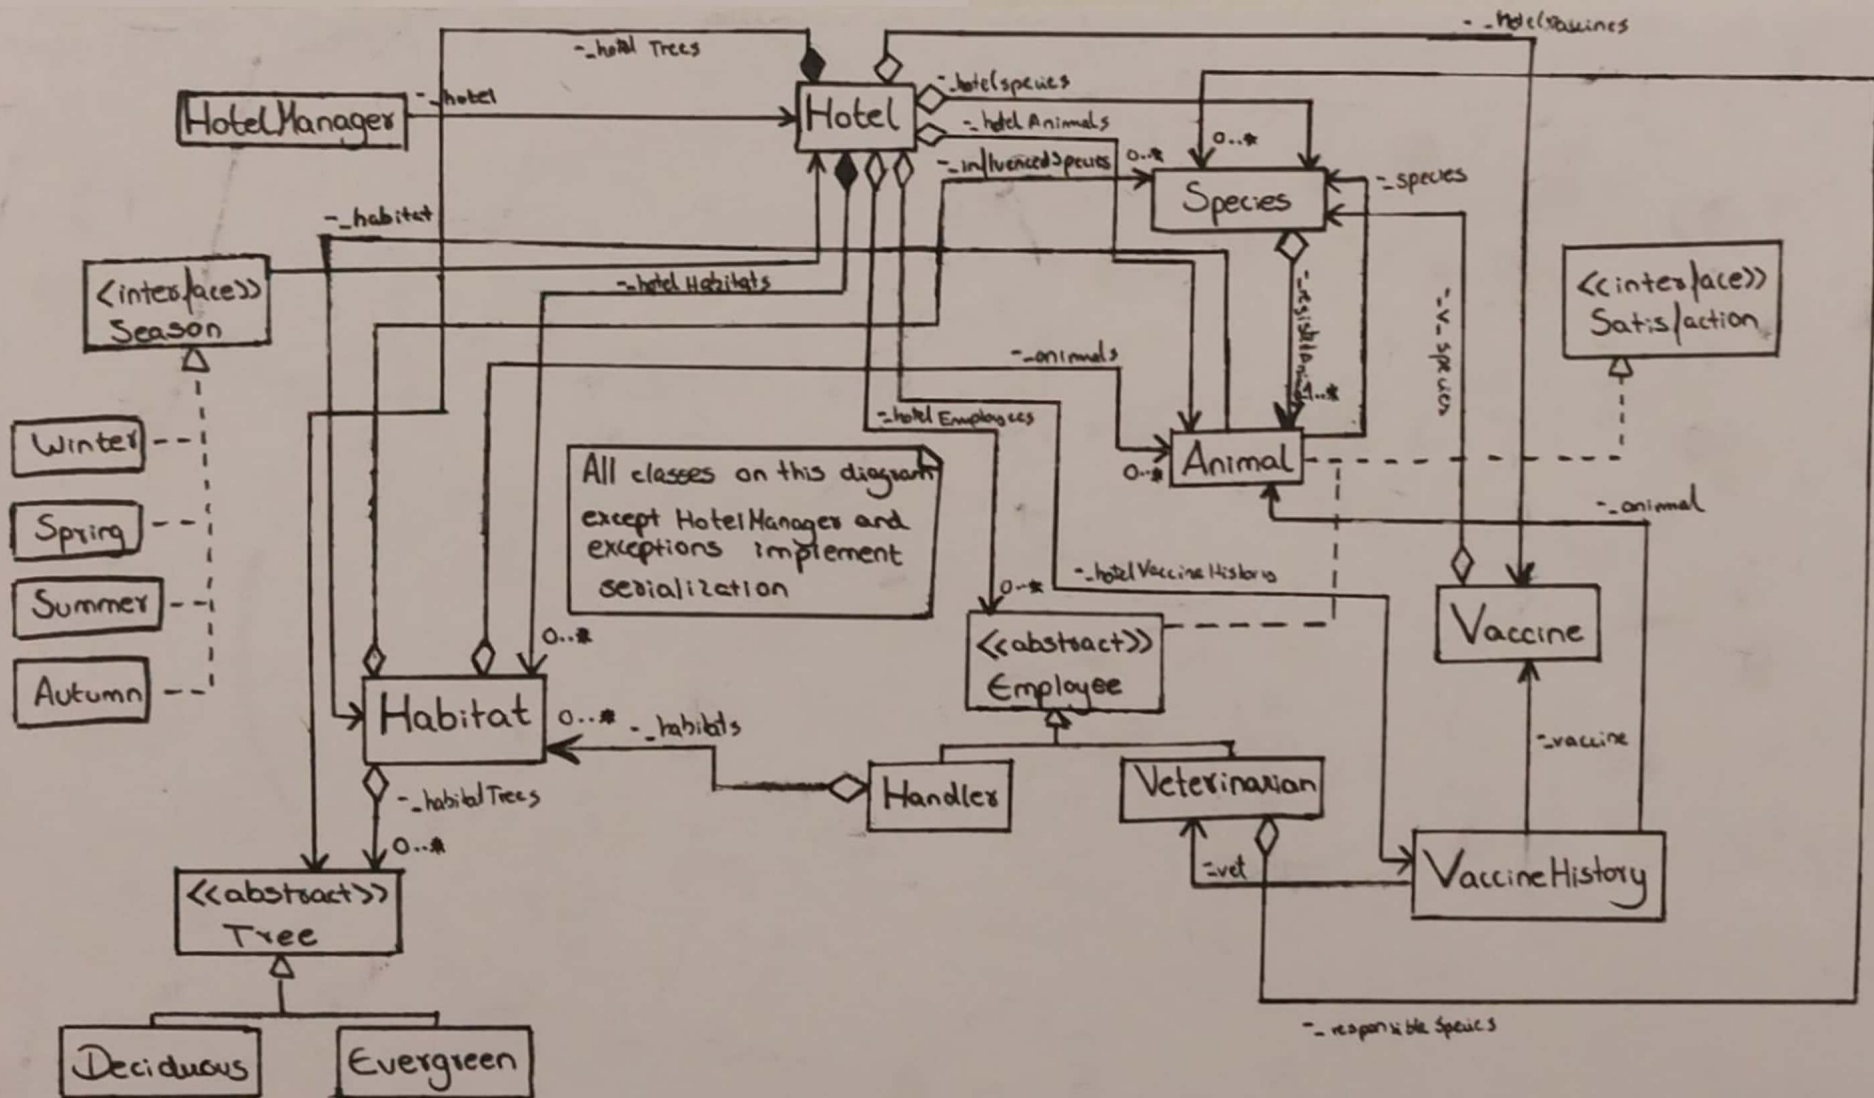 -_hotelVaccines
-_hotel Trees
-_hotelspecies
HotelManager
-_hotel
Hotel
-_hotel Animals
0..*
-_influencedSpecies
0..*
Species
-_species
-_habitat
<interface>>
Season
-_hotel Habitats
-_V_species
<<interface>>
Satisfaction
-_animals
1..*
-_hotel Employees
Winter
0..*
Animal
All classes on this diagram
except HotelManager and
exceptions implement
serialization
-_animal
Spring
-_hotelVaccineHistory
0..*
Summer
0..*
<<abstract>>
Employee
Vaccine
Autumn
Habitat
0..*
-_habitats
-_vaccine
-_habitatTrees
Handler
Veterinarian
0..*
-_vet
VaccineHistory
<<abstract>>
Tree
-_responsible Species
Deciduous
Evergreen